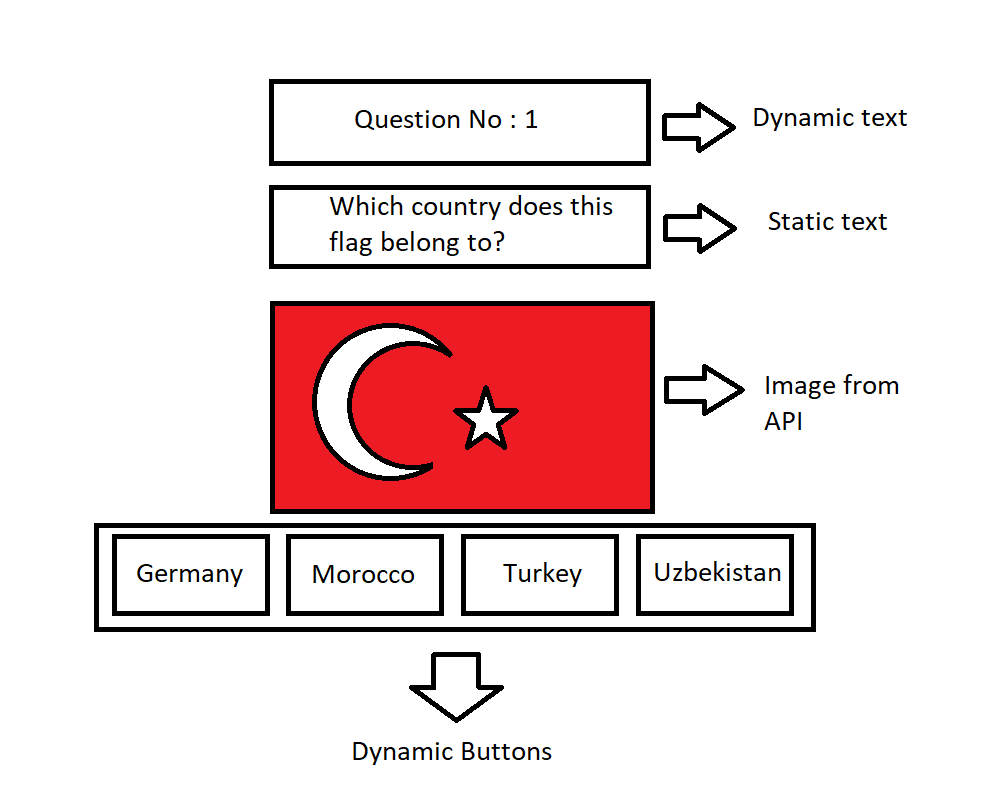 Question No : 1
Dynamic text
Which country does this
flag belong to?
Static text
Image from
API
Germany
Morocco
Turkey
Uzbekistan
Dynamic Buttons